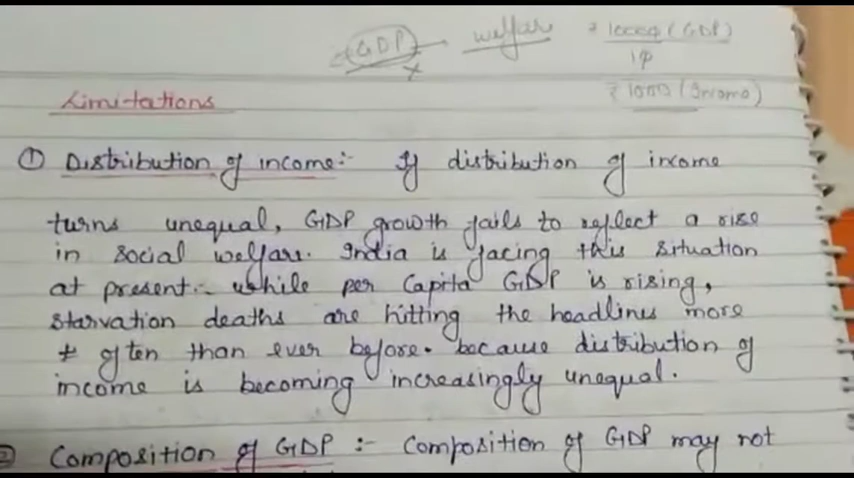 GDP welfare ₹ 10000 (GDP)
₹ 1000 (Income)
Limitations
① Distribution of income:- If distribution of income
turns unequal, GDP growth fails to reflect a rise
in social welfare. India is facing this situation
at present.- while per capita GDP is rising,
starvation deaths are hitting the headlines more
often than ever before. because distribution of
income is becoming increasingly unequal.
② Composition of GDP :- Composition of GDP may not